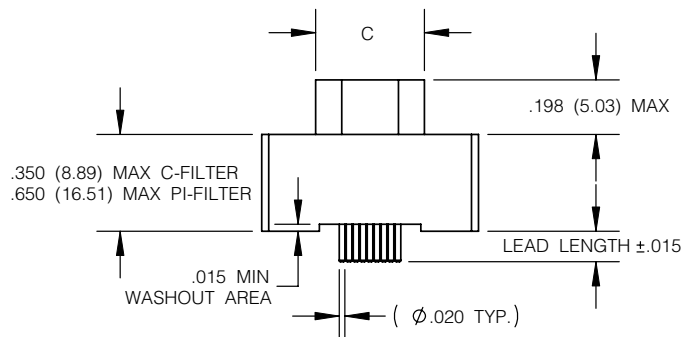 C
.198 (5.03) MAX
.350 (8.89) MAX C-FILTER
.650 (16.51) MAX PI-FILTER
LEAD LENGTH ±.015
.015 MIN
WASHOUT AREA
( Ø.020 TYP.)